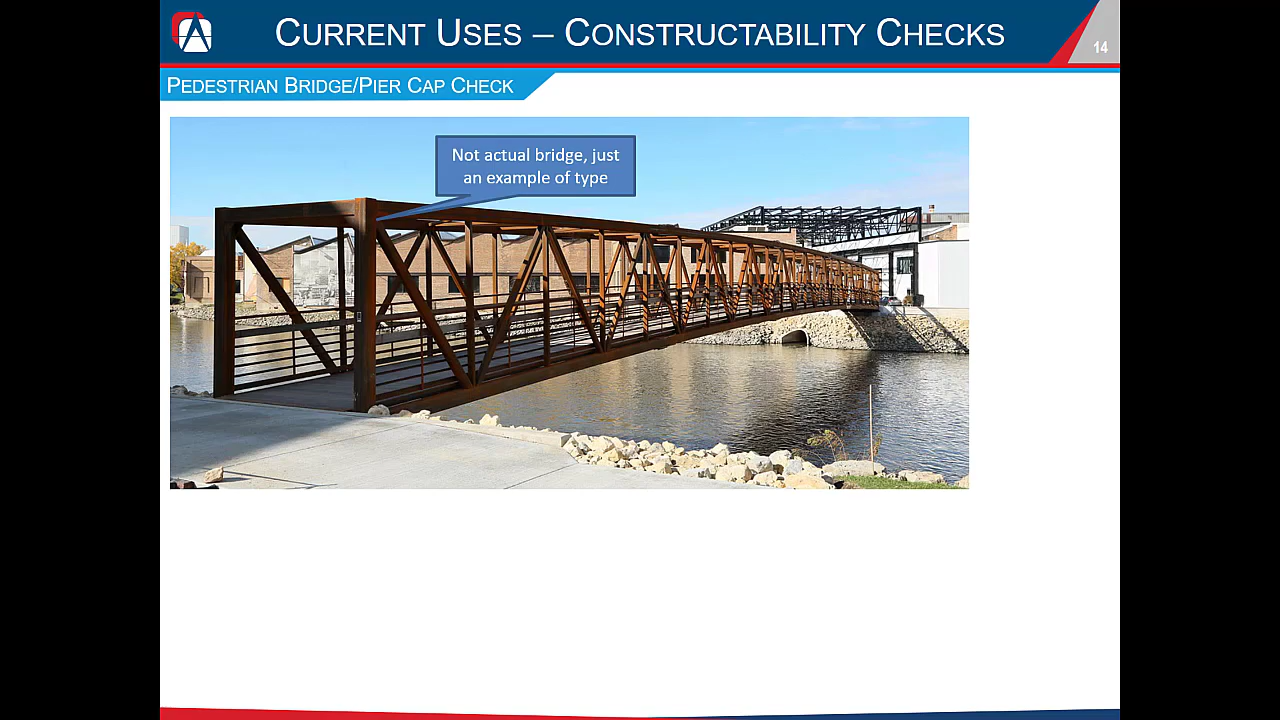 CURRENT USES – CONSTRUCTABILITY CHECKS
14
PEDESTRIAN BRIDGE/PIER CAP CHECK
Not actual bridge, just
an example of type